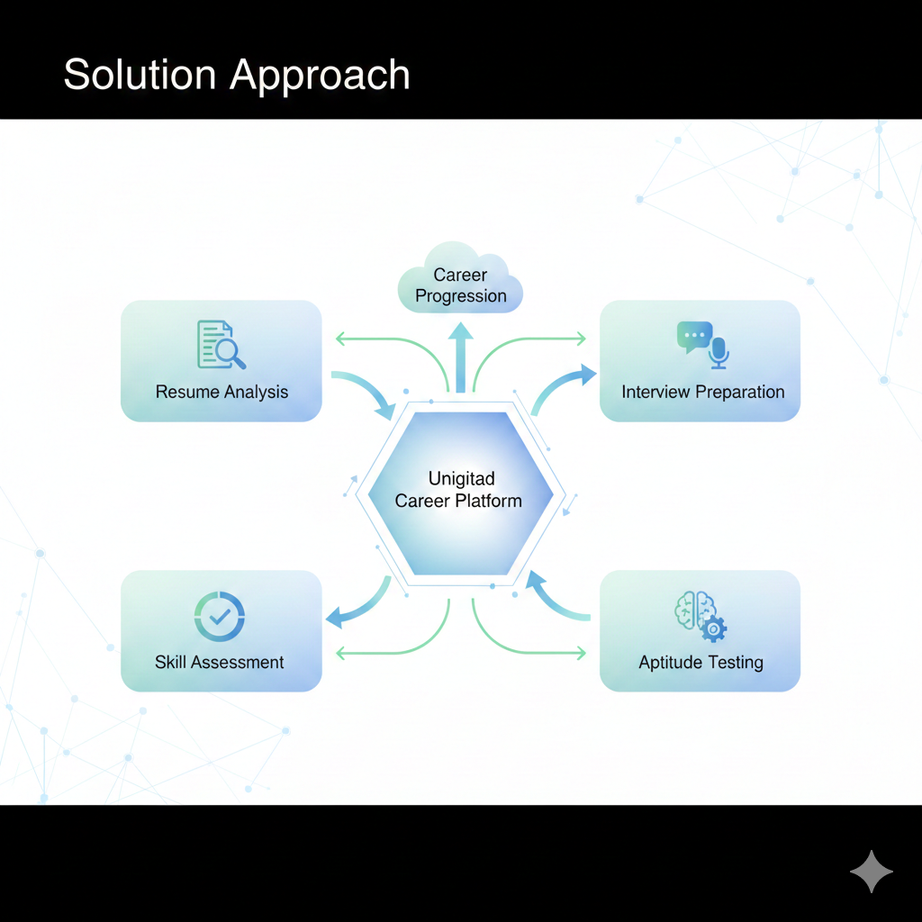 Solution Approach
Career
Progression
Resume Analysis
Interview Preparation
Unigitad
Career Platform
Skill Assessment
Aptitude Testing